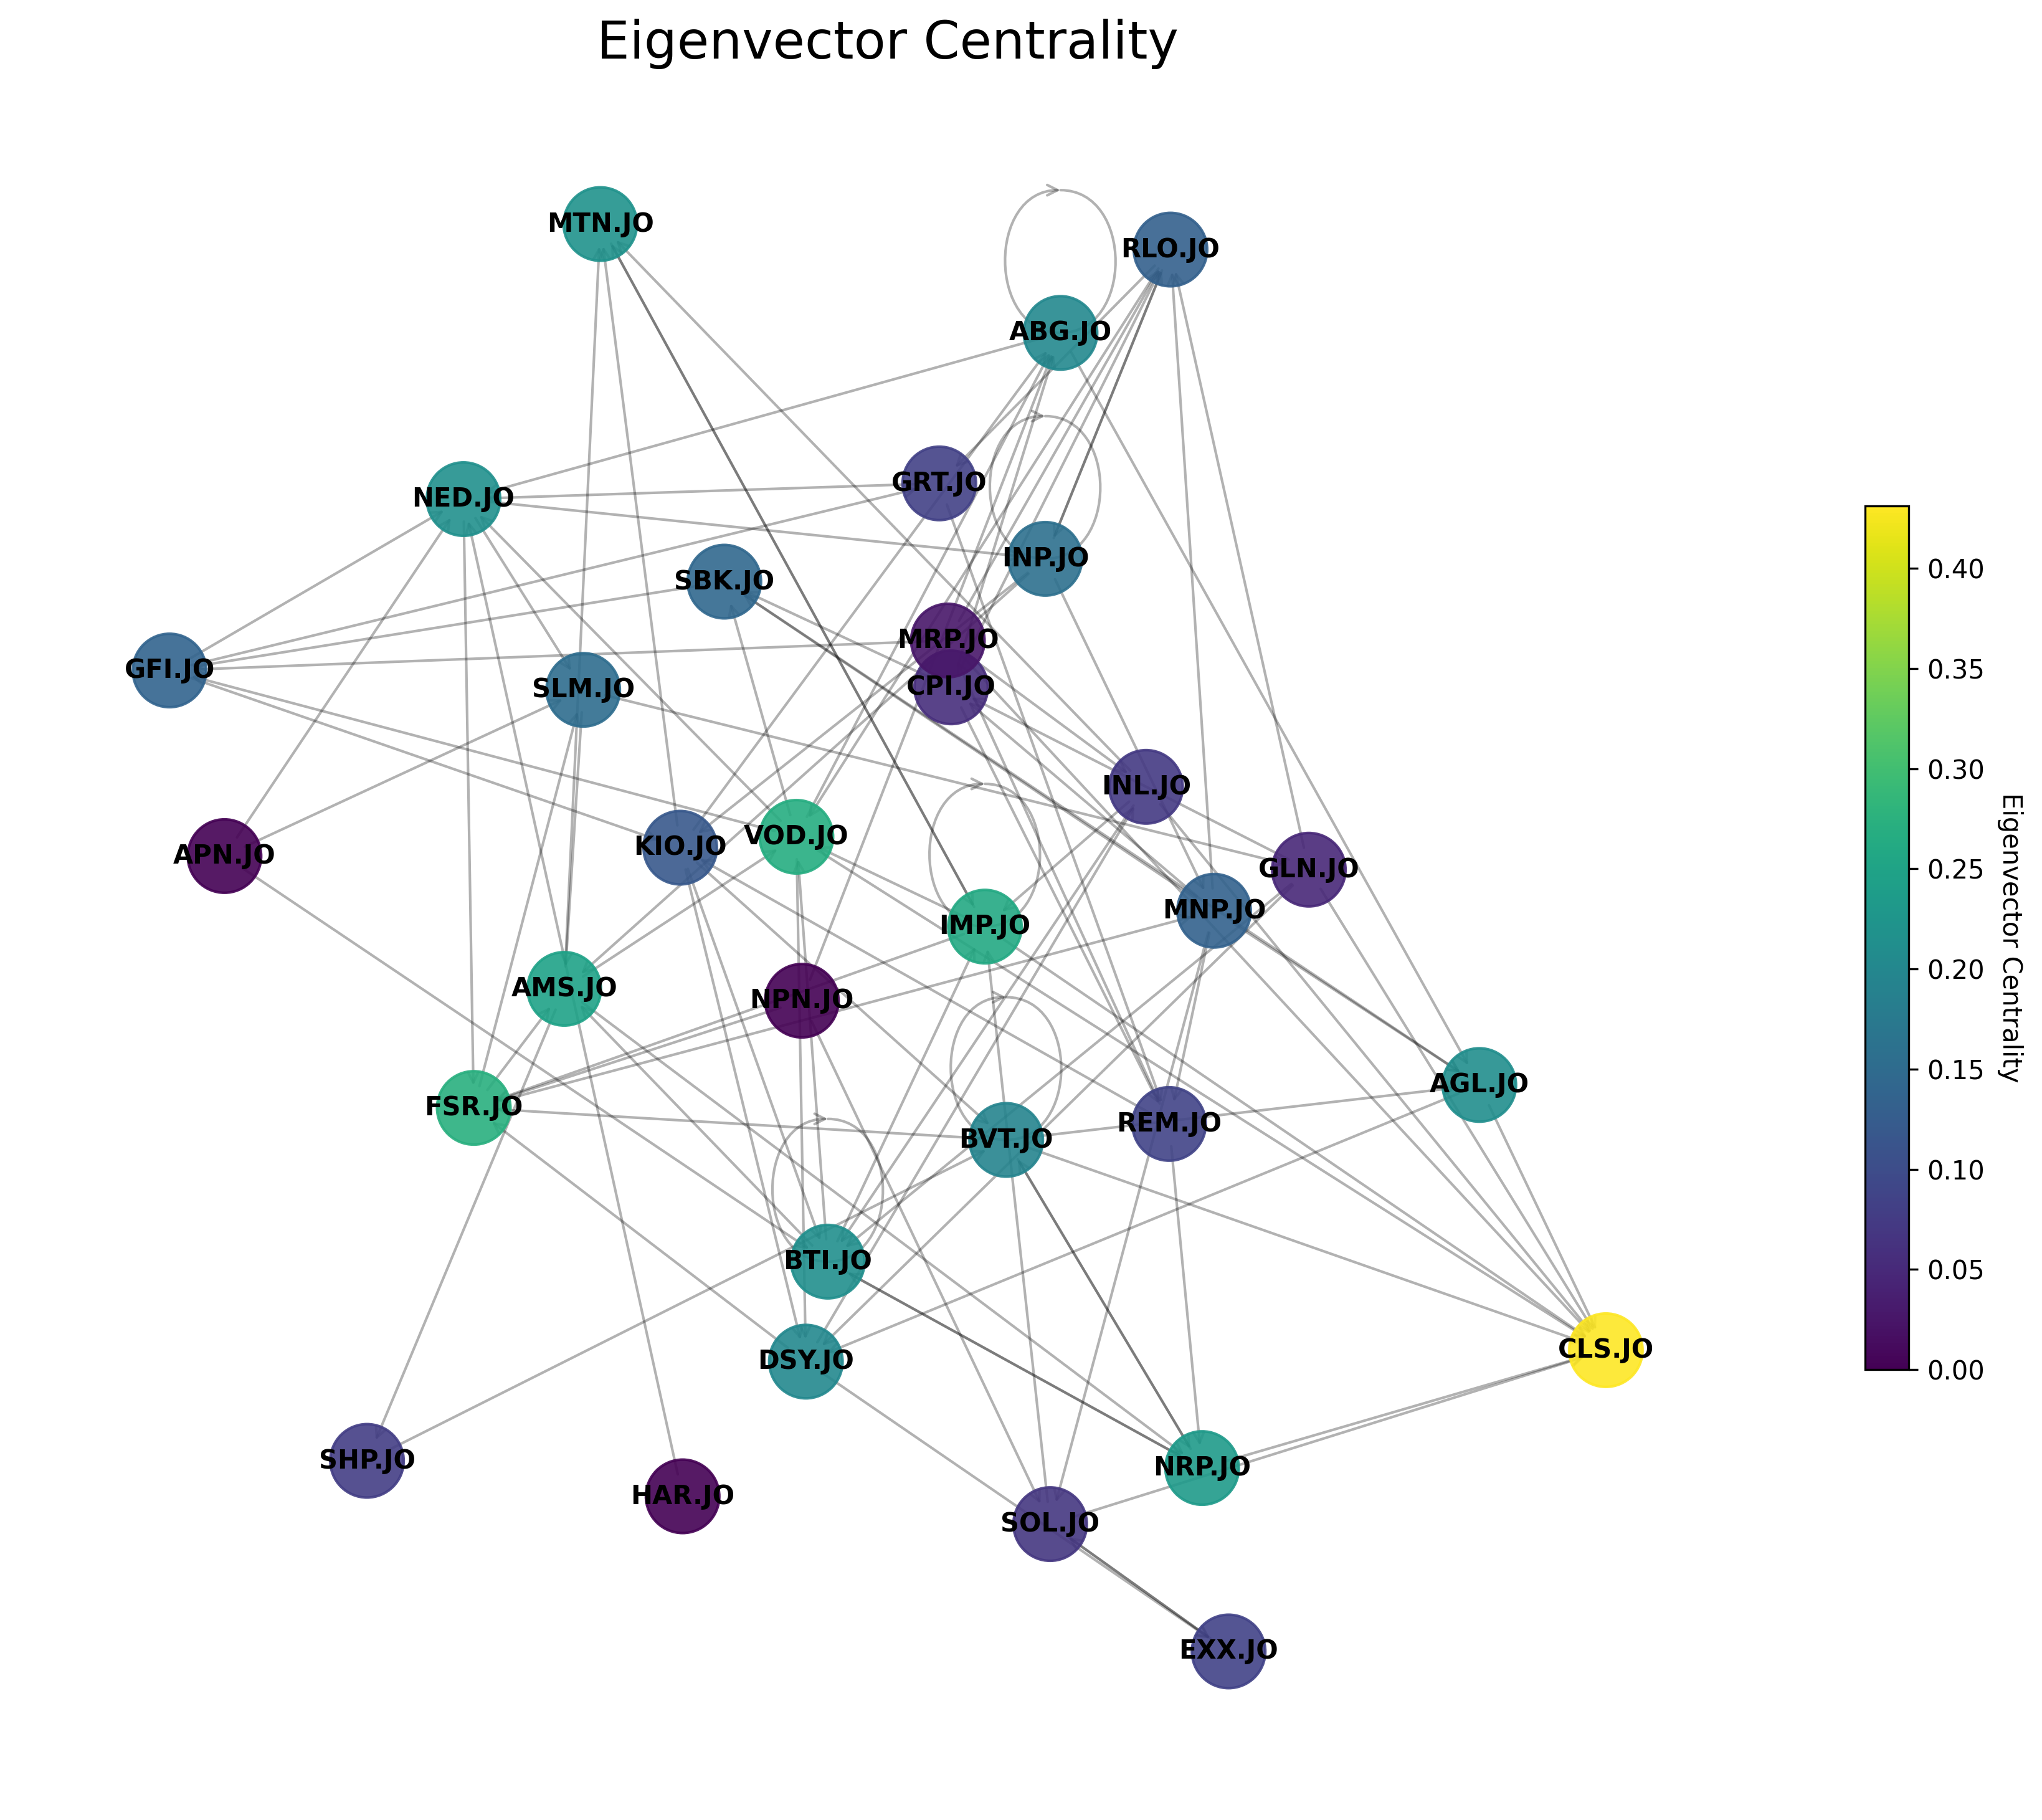 Eigenvector Centrality
MTN.JO
RLO.JO
ABG.JO
GRT.JO
NED.JO
INP.JO
SBK.JO
MRP.JO
GFI.JO
CPI.JO
SLM.JO
INL.JO
VOD.JO
KIO.JO
APN.JO
GLN.JO
MNP.JO
IMP.JO
AMS.JO
NPN.JO
AGL.JO
FSR.JO
REM.JO
BVT.JO
BTI.JO
CLS.JO
DSY.JO
SHP.JO
NRP.JO
HAR.JO
SOL.JO
EXX.JO
0.40
0.35
0.30
0.25
0.20
0.15
0.10
0.05
0.00
Eigenvector Centrality